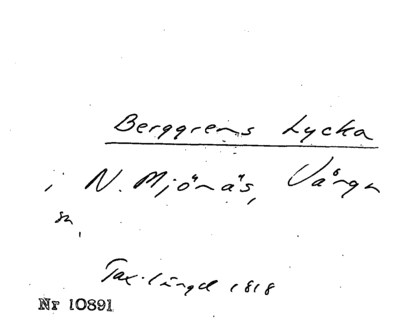 Berggrens Lycka
i N. Mjönäs, Vånga
sn,
Tax.längd 1818
Nr 10891